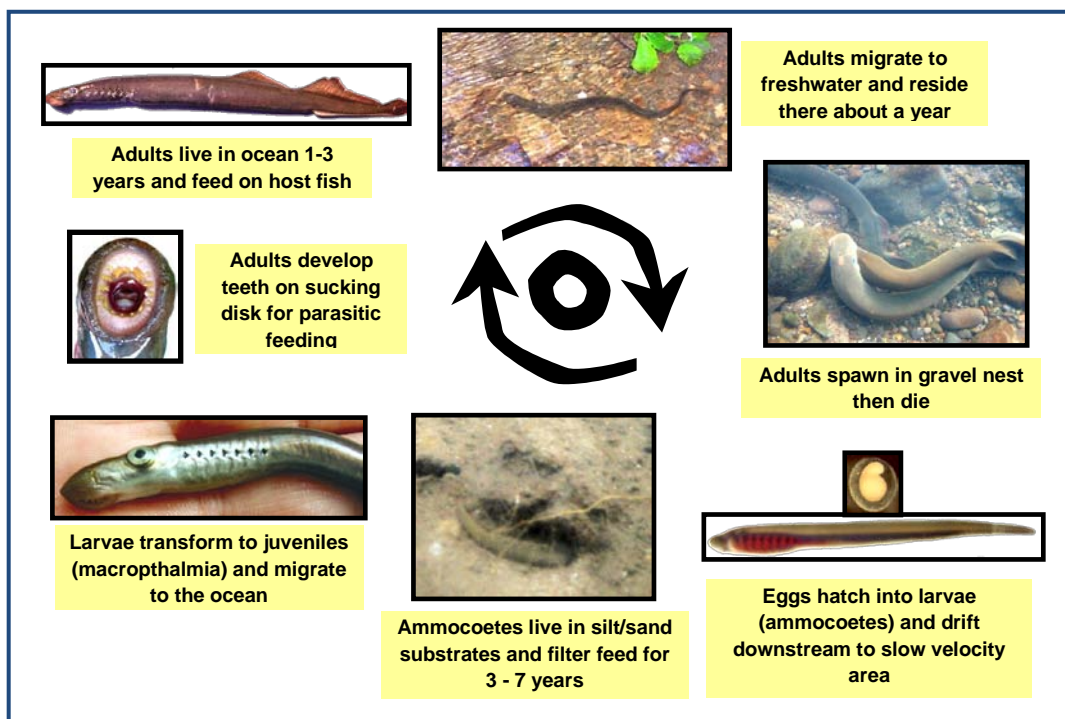 Adults migrate to
freshwater and reside
there about a year
Adults live in ocean 1-3
years and feed on host fish
Adults develop
teeth on sucking
disk for parasitic
feeding
Adults spawn in gravel nest
then die
Larvae transform to juveniles
(macropthalmia) and migrate
to the ocean
Ammocoetes live in silt/sand
substrates and filter feed for
3 - 7 years
Eggs hatch into larvae
(ammocoetes) and drift
downstream to slow velocity
area